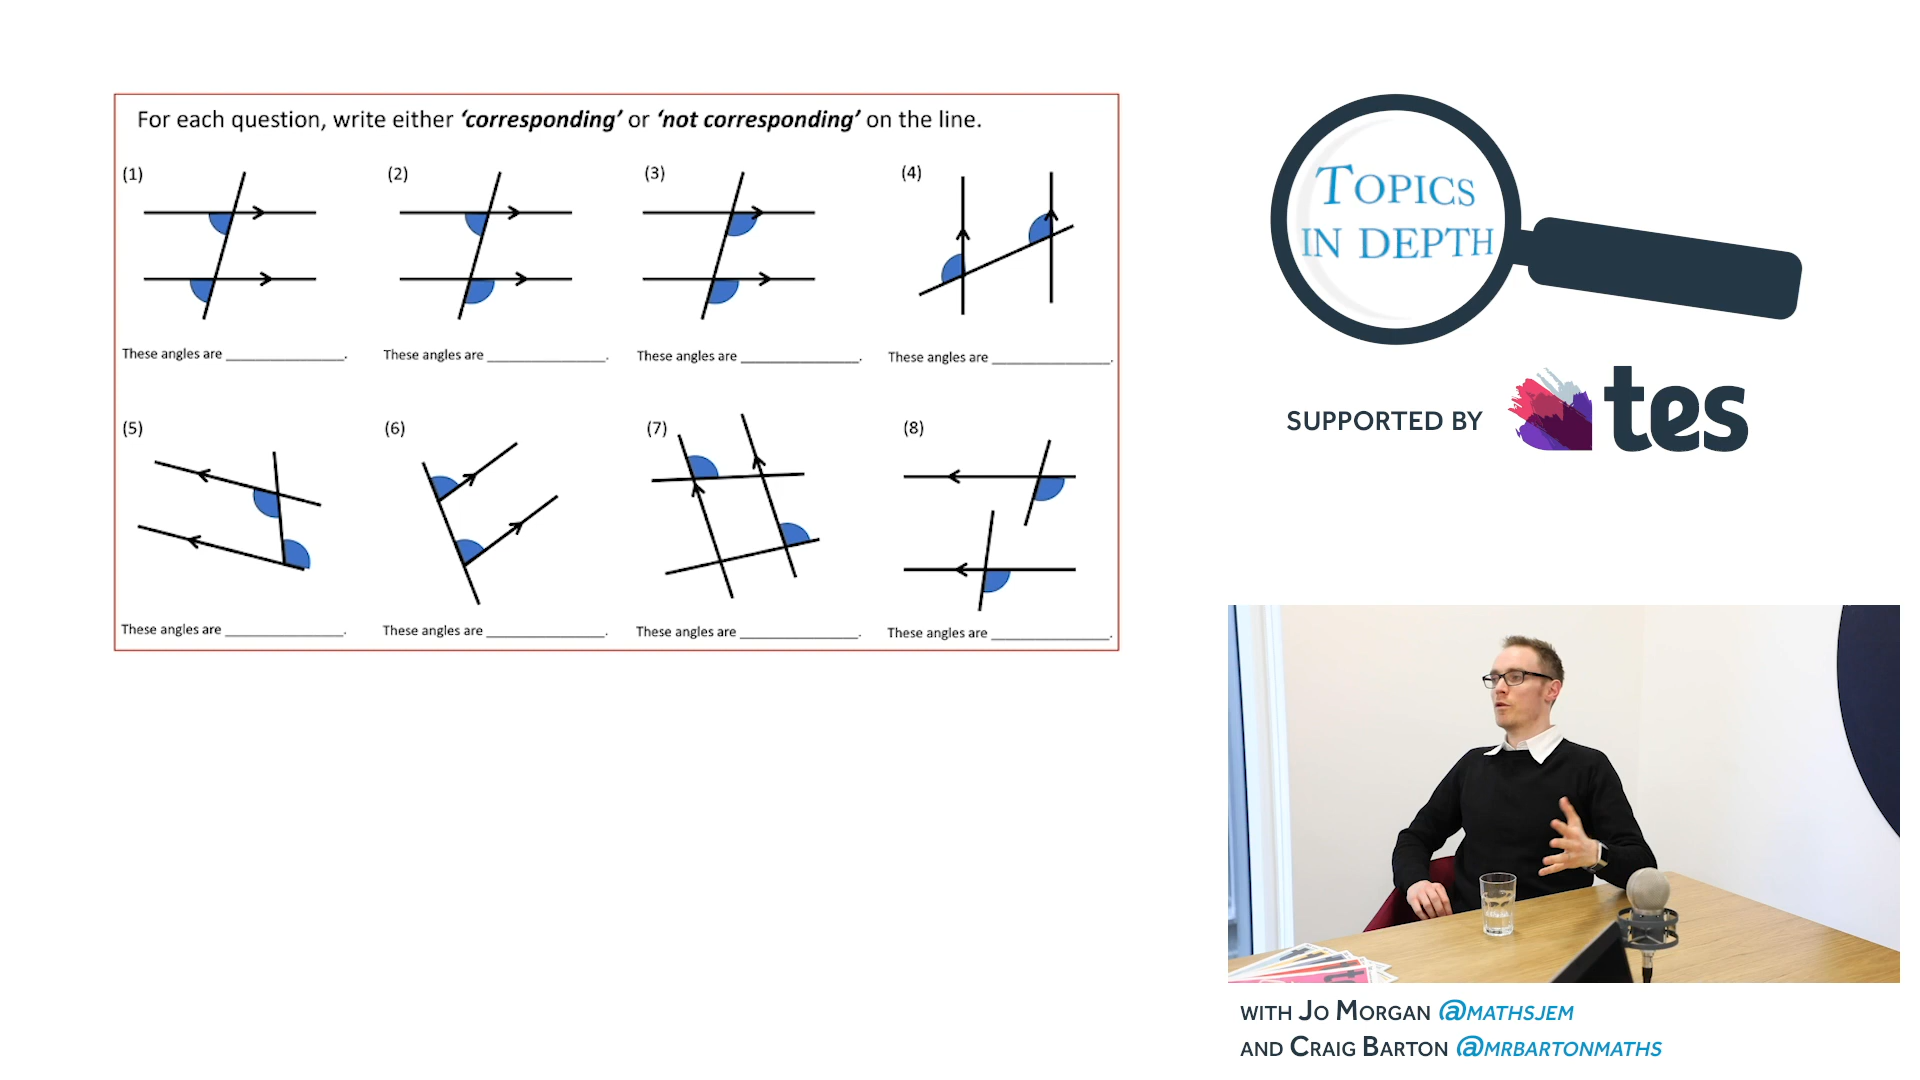 For each question, write either ‘corresponding’ or ‘not corresponding’ on the line.
(1)
(2)
(3)
(4)
These angles are ________________.
These angles are ________________.
These angles are ________________.
These angles are ________________.
(5)
(6)
(7)
(8)
These angles are ________________.
These angles are ________________.
These angles are ________________.
These angles are ________________.
TOPICS
IN DEPTH
SUPPORTED BY
tes
WITH JO MORGAN @MATHSJEM
AND CRAIG BARTON @MRBARTONMATHS